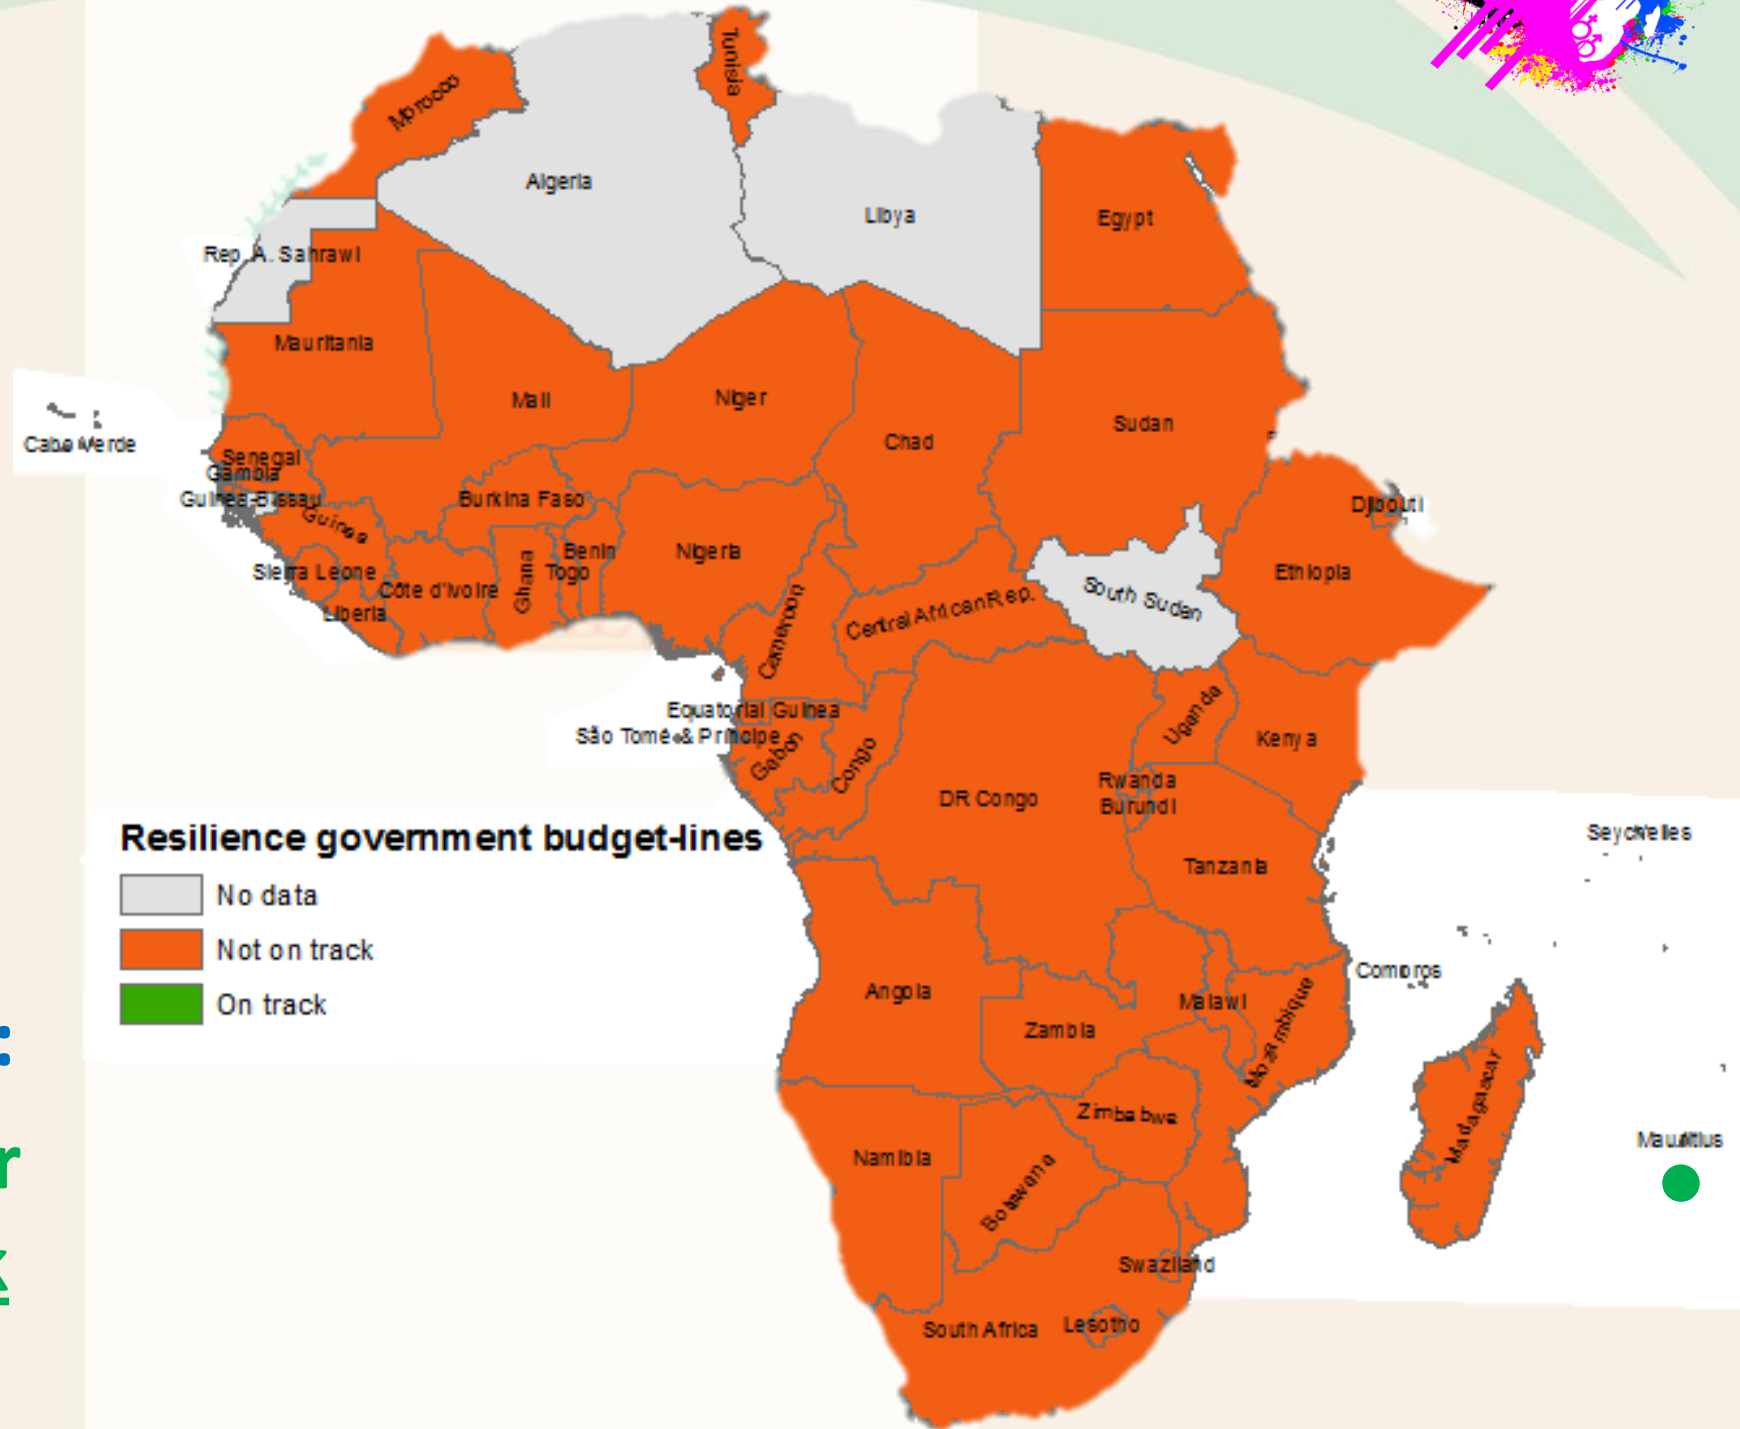 Tunisia
Morocco
Algeria
Libya
Egypt
Rep. A. Sahrawi
Mauritania
Mali
Niger
Chad
Sudan
Cabo Verde
Senegal
Gambia
Guinea-Bissau
Guinea
Burkina Faso
Djibouti
Sierra Leone
Liberia
Côte d'Ivoire
Ghana
Togo
Benin
Nigeria
Cameroon
Central African Rep.
South Sudan
Ethiopia
Equatorial Guinea
São Tomé & Príncipe
Gabon
Congo
DR Congo
Uganda
Kenya
Rwanda
Burundi
Tanzania
Seychelles
Comoros
Angola
Zambia
Malawi
Mozambique
Madagascar
Mauritius
Zimbabwe
Namibia
Botswana
Swaziland
South Africa
Lesotho
Resilience government budget-lines
No data
Not on track
On track
:
r